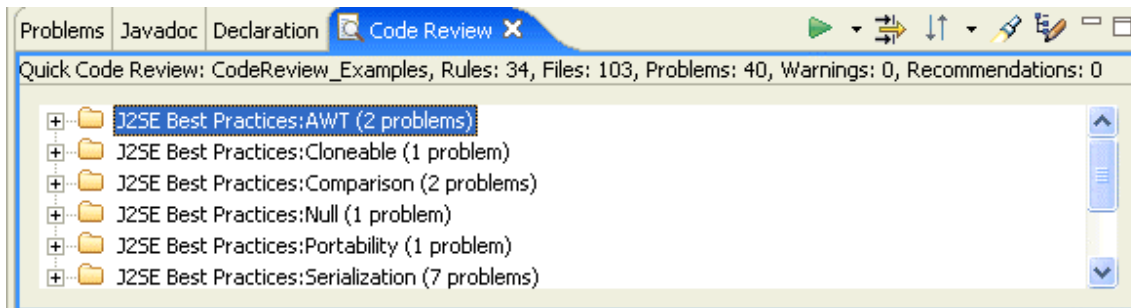 Problems Javadoc Declaration Code Review
Quick Code Review: CodeReview_Examples, Rules: 34, Files: 103, Problems: 40, Warnings: 0, Recommendations: 0
J2SE Best Practices:AWT (2 problems)
J2SE Best Practices:Cloneable (1 problem)
J2SE Best Practices:Comparison (2 problems)
J2SE Best Practices:Null (1 problem)
J2SE Best Practices:Portability (1 problem)
J2SE Best Practices:Serialization (7 problems)